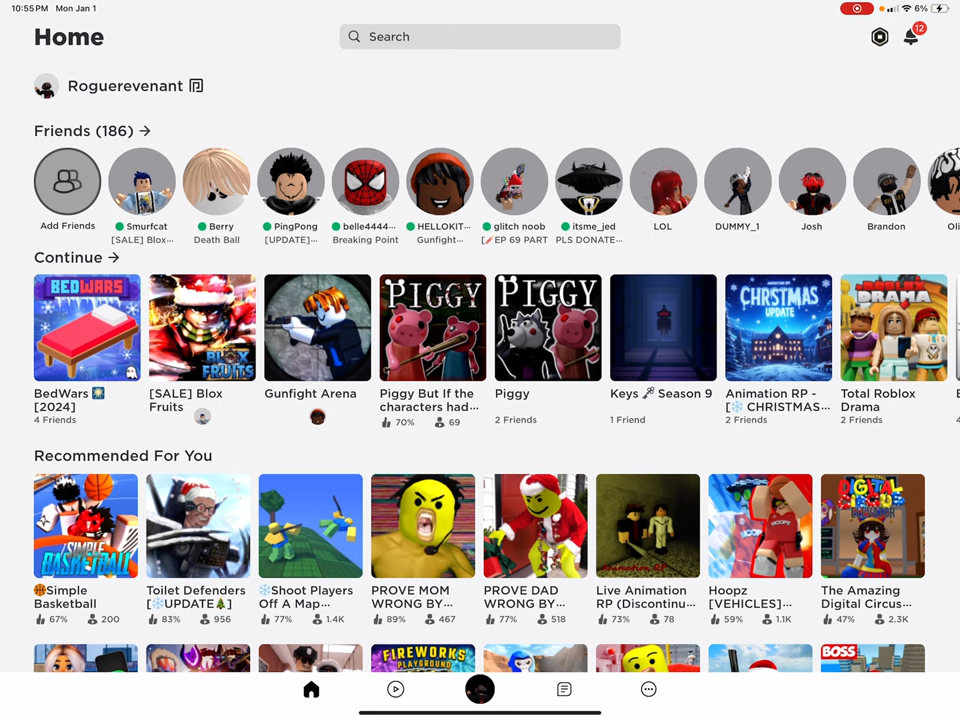 10:55 PM Mon Jan 1
6%
Home
Search
12
Roguerevenant
Friends (186) →
Add Friends
Smurfcat
[SALE] Blox...
Berry
Death Ball
PingPong
[UPDATE]...
belle4444...
Breaking Point
HELLOKIT...
Gunfight...
glitch noob
[🖍 EP 69 PART
itsme_jed
PLS DONATE...
LOL
DUMMY_1
Josh
Brandon
Oli
Continue →
BEDWARS
BLOX
FRUITS
PIGGY
PIGGY
CHRISTMAS
UPDATE
ROBLOX
DRAMA
BedWars
[2024]
4 Friends
[SALE] Blox
Fruits
Gunfight Arena
Piggy But If the
characters had...
70% 69
Piggy
2 Friends
Keys 🗝 Season 9
1 Friend
Animation RP -
[❄️ CHRISTMAS...
2 Friends
Total Roblox
Drama
2 Friends
Recommended For You
SIMPLE
BASKETBALL
Animation RP
HOOPZ
DIGITAL
CIRCUS
🏀Simple
Basketball
67% 200
Toilet Defenders
[❄️UPDATE🎄]
83% 956
❄️Shoot Players
Off A Map...
77% 1.4K
PROVE MOM
WRONG BY...
89% 467
PROVE DAD
WRONG BY...
77% 518
Live Animation
RP (Discontinu...
73% 78
Hoopz
[VEHICLES]...
59% 1.1K
The Amazing
Digital Circus...
47% 2.3K
FIREWORKS
PLAYGROUND
BOSS